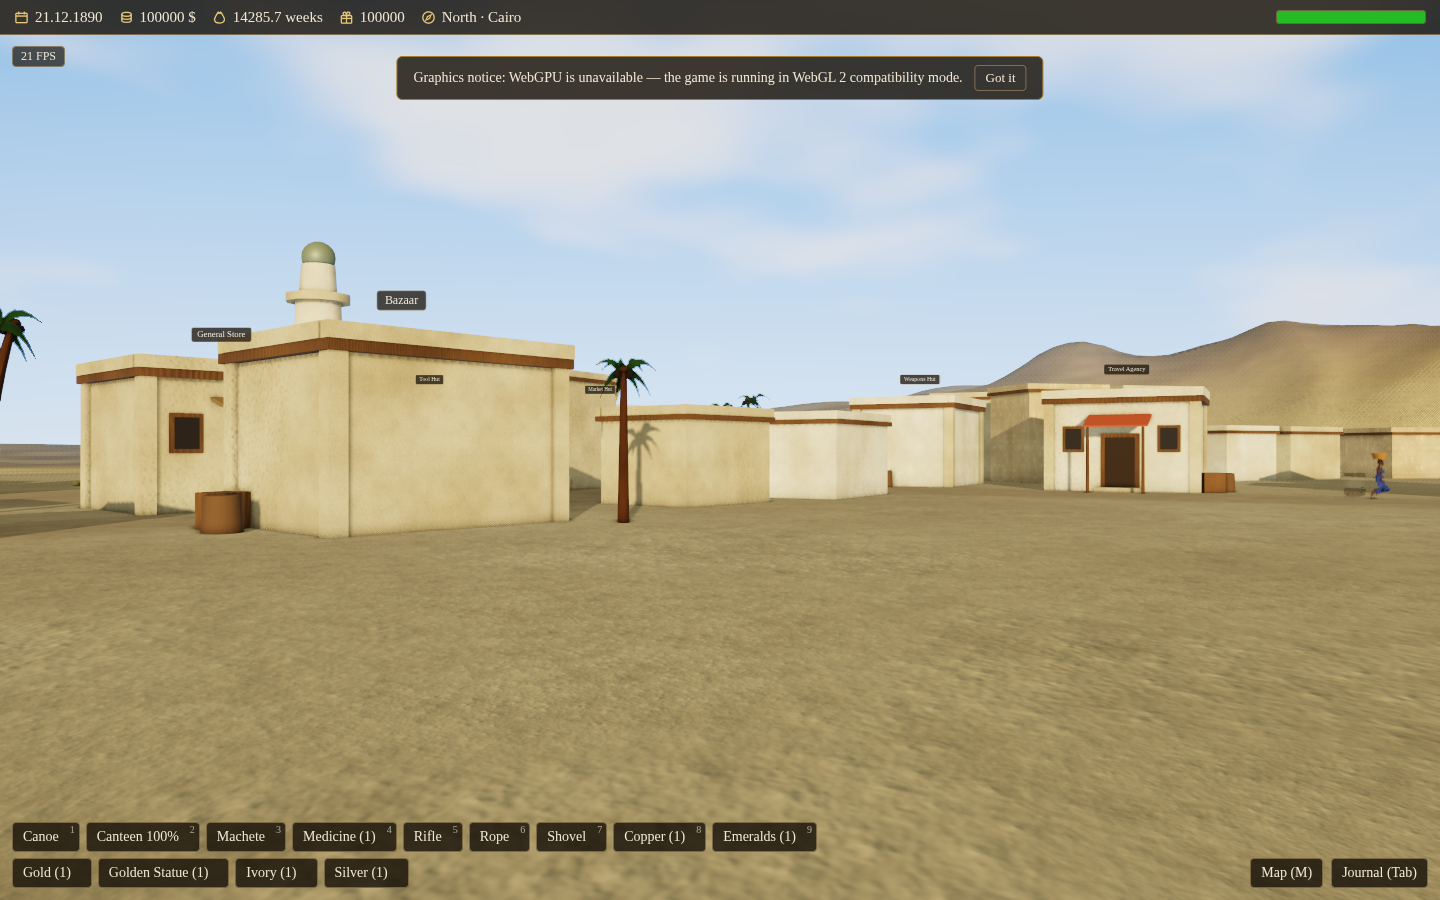 21.12.1890 100000 $ 14285.7 weeks 100000 North · Cairo
21 FPS
Graphics notice: WebGPU is unavailable — the game is running in WebGL 2 compatibility mode. Got it
Bazaar
General Store
Travel Agency
Tool Hut
Weapons Hut
Market Hut
Canoe 1 Canteen 100% 2 Machete 3 Medicine (1) 4 Rifle 5 Rope 6 Shovel 7 Copper (1) 8 Emeralds (1) 9
Gold (1) Golden Statue (1) Ivory (1) Silver (1) Map (M) Journal (Tab)